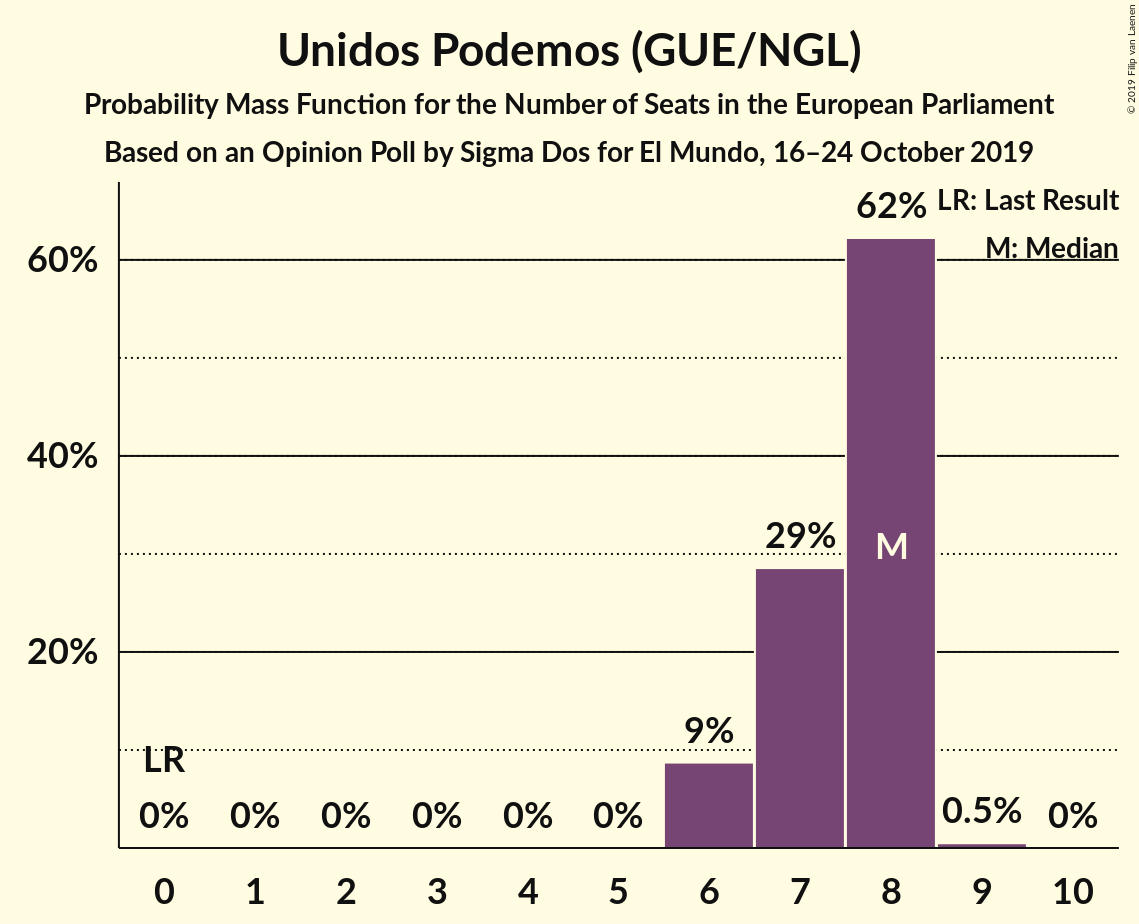 Unidos Podemos (GUE/NGL)
Probability Mass Function for the Number of Seats in the European Parliament
Based on an Opinion Poll by Sigma Dos for El Mundo, 16–24 October 2019
© 2019 Filip van Laenen
LR: Last Result
M: Median
60%
40%
20%
LR
0%
0%
0%
0%
0%
0%
9%
29%
62%
M
0.5%
0%
0 1 2 3 4 5 6 7 8 9 10